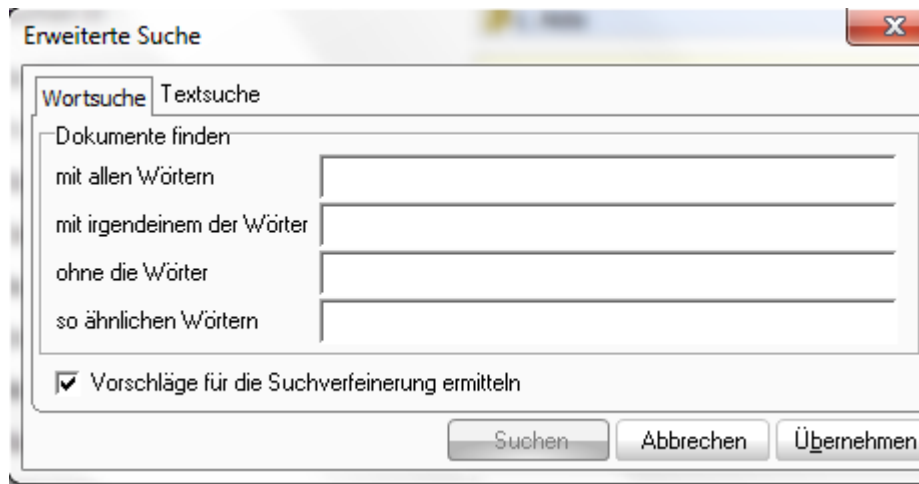 Erweiterte Suche
Wortsuche Textsuche
Dokumente finden
mit allen Wörtern
mit irgendeinem der Wörter
ohne die Wörter
so ähnlichen Wörtern
Vorschläge für die Suchverfeinerung ermitteln
Suchen Abbrechen Übernehmen